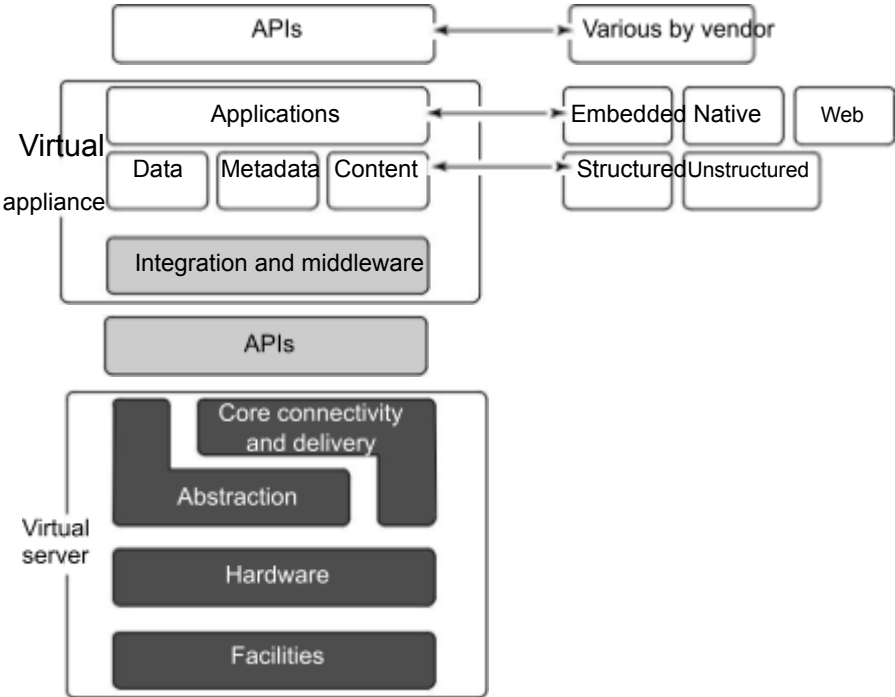 APIs
Various by vendor
Applications
Embedded
Native
Web
Virtual
appliance
Data
Metadata
Content
Structured
Unstructured
Integration and middleware
APIs
Core connectivity
and delivery
Abstraction
Virtual
server
Hardware
Facilities